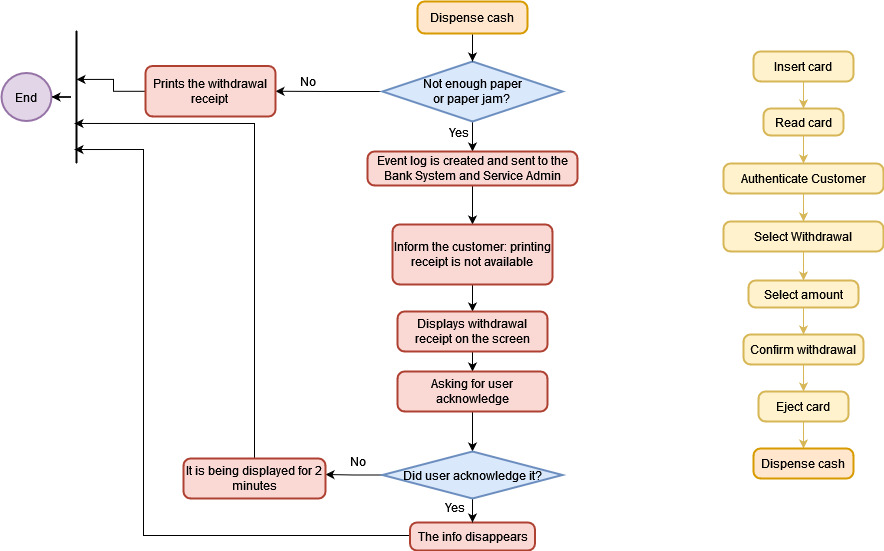 Dispense cash
Not enough paper
or paper jam?
No
Prints the withdrawal
receipt
End
Yes
Event log is created and sent to the
Bank System and Service Admin
Inform the customer: printing
receipt is not available
Displays withdrawal
receipt on the screen
Asking for user
acknowledge
Did user acknowledge it?
No
It is being displayed for 2
minutes
Yes
The info disappears
Insert card
Read card
Authenticate Customer
Select Withdrawal
Select amount
Confirm withdrawal
Eject card
Dispense cash